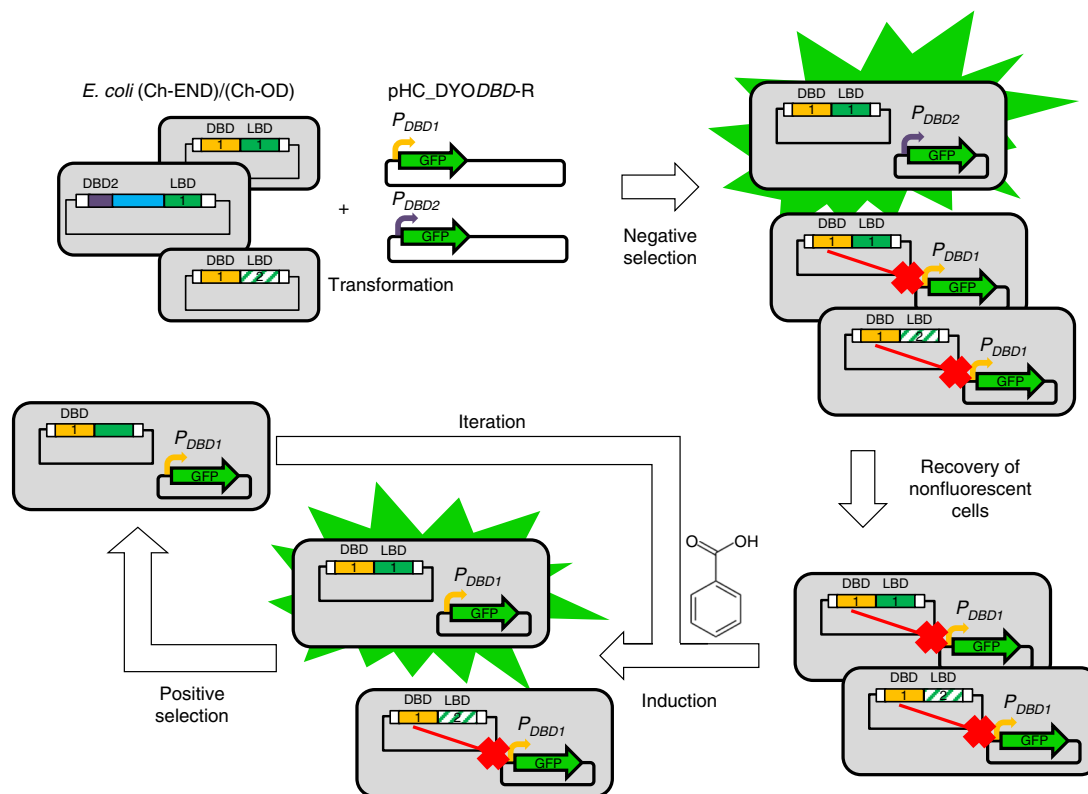 E. coli (Ch-END)/(Ch-OD)
DBD LBD
1 1
DBD2 LBD
1
DBD LBD
1 2
+
Transformation
pHC_DYODBD-R
PDBD1
GFP
PDBD2
GFP
Negative
selection
DBD LBD
1 1
PDBD2
GFP
DBD LBD
1 1
PDBD1
GFP
DBD LBD
1 2
PDBD1
GFP
Recovery of
nonfluorescent
cells
DBD LBD
1 1
PDBD1
GFP
DBD LBD
1 2
PDBD1
GFP
O OH
Induction
DBD LBD
1 1
PDBD1
GFP
DBD LBD
1 2
PDBD1
GFP
Positive
selection
DBD
1
PDBD1
GFP
Iteration